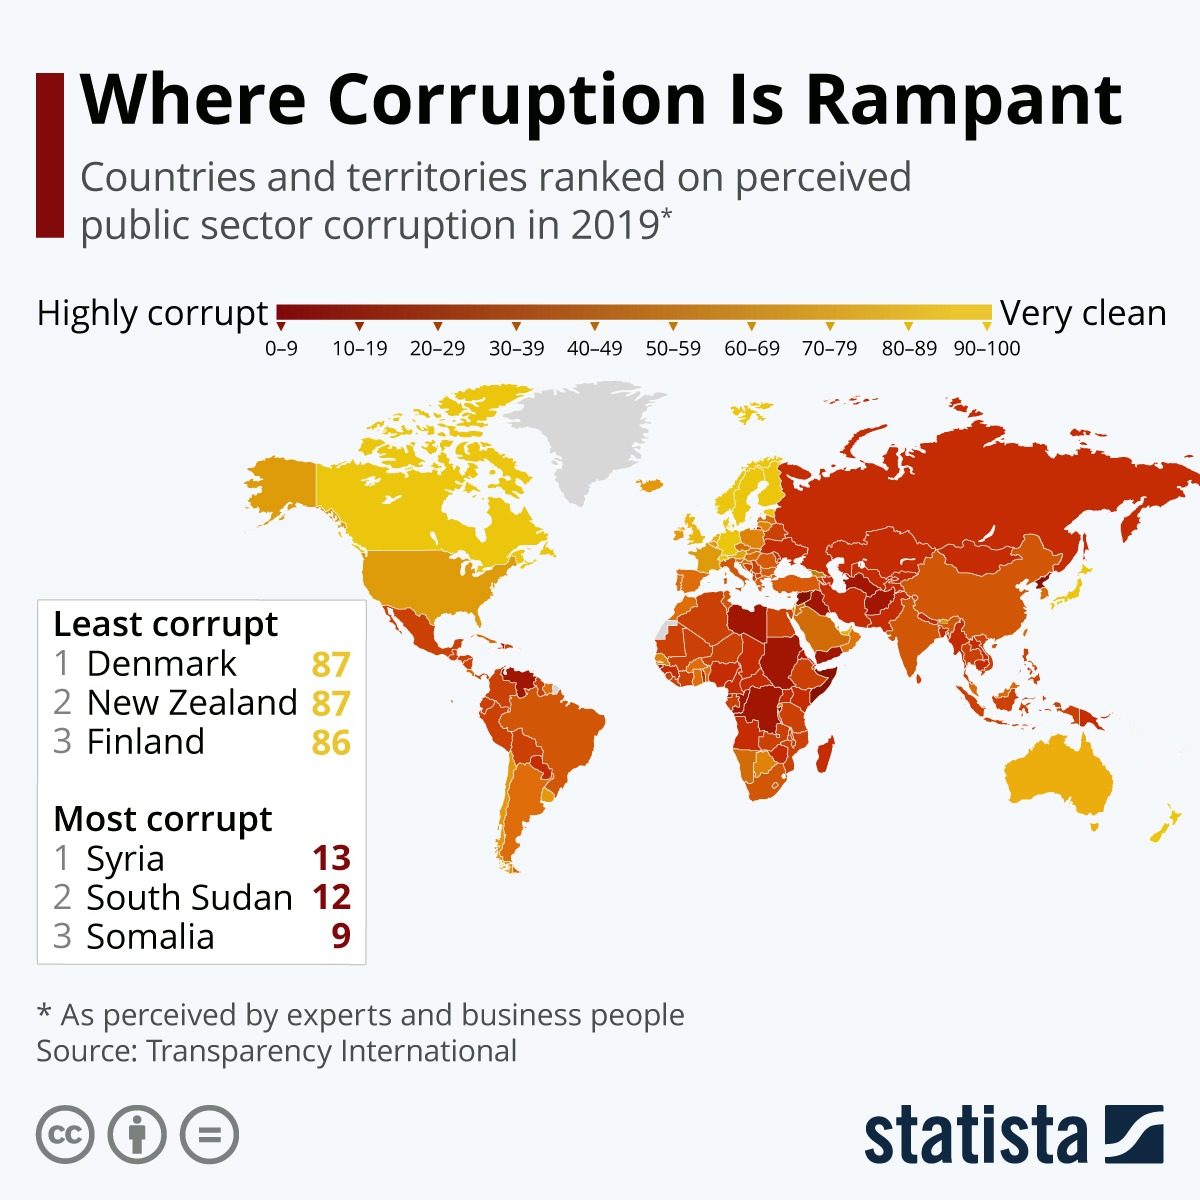 Where Corruption Is Rampant
Countries and territories ranked on perceived
public sector corruption in 2019*
Highly corrupt
Very clean
0–9 10–19 20–29 30–39 40–49 50–59 60–69 70–79 80–89 90–100
Least corrupt
1 Denmark 87
2 New Zealand 87
3 Finland 86
Most corrupt
1 Syria 13
2 South Sudan 12
3 Somalia 9
* As perceived by experts and business people
Source: Transparency International
cc
statista